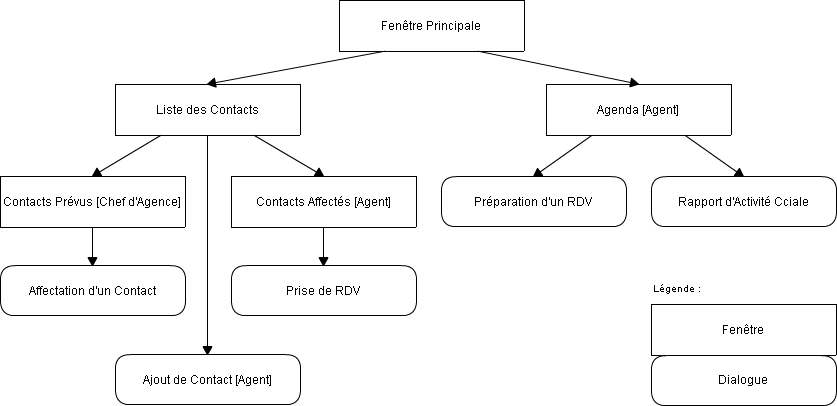 Fenêtre Principale
Liste des Contacts
Agenda [Agent]
Contacts Prévus [Chef d'Agence]
Contacts Affectés [Agent]
Préparation d'un RDV
Rapport d'Activité Cciale
Affectation d'un Contact
Prise de RDV
Légende :
Fenêtre
Ajout de Contact [Agent]
Dialogue